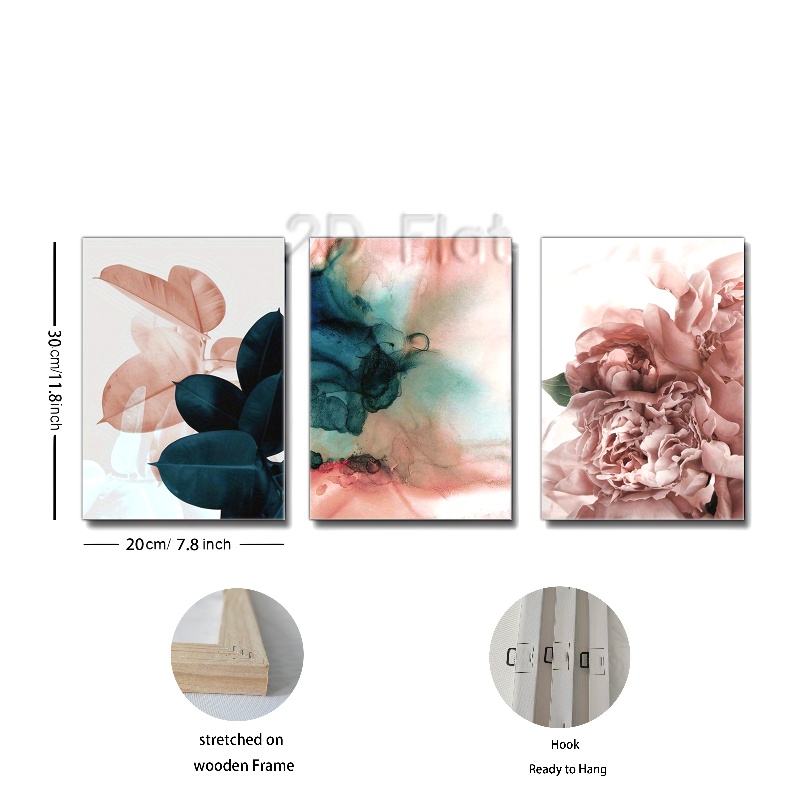 2D Flat
30cm/11.8inch
20cm/ 7.8 inch
stretched on
wooden Frame
Hook
Ready to Hang